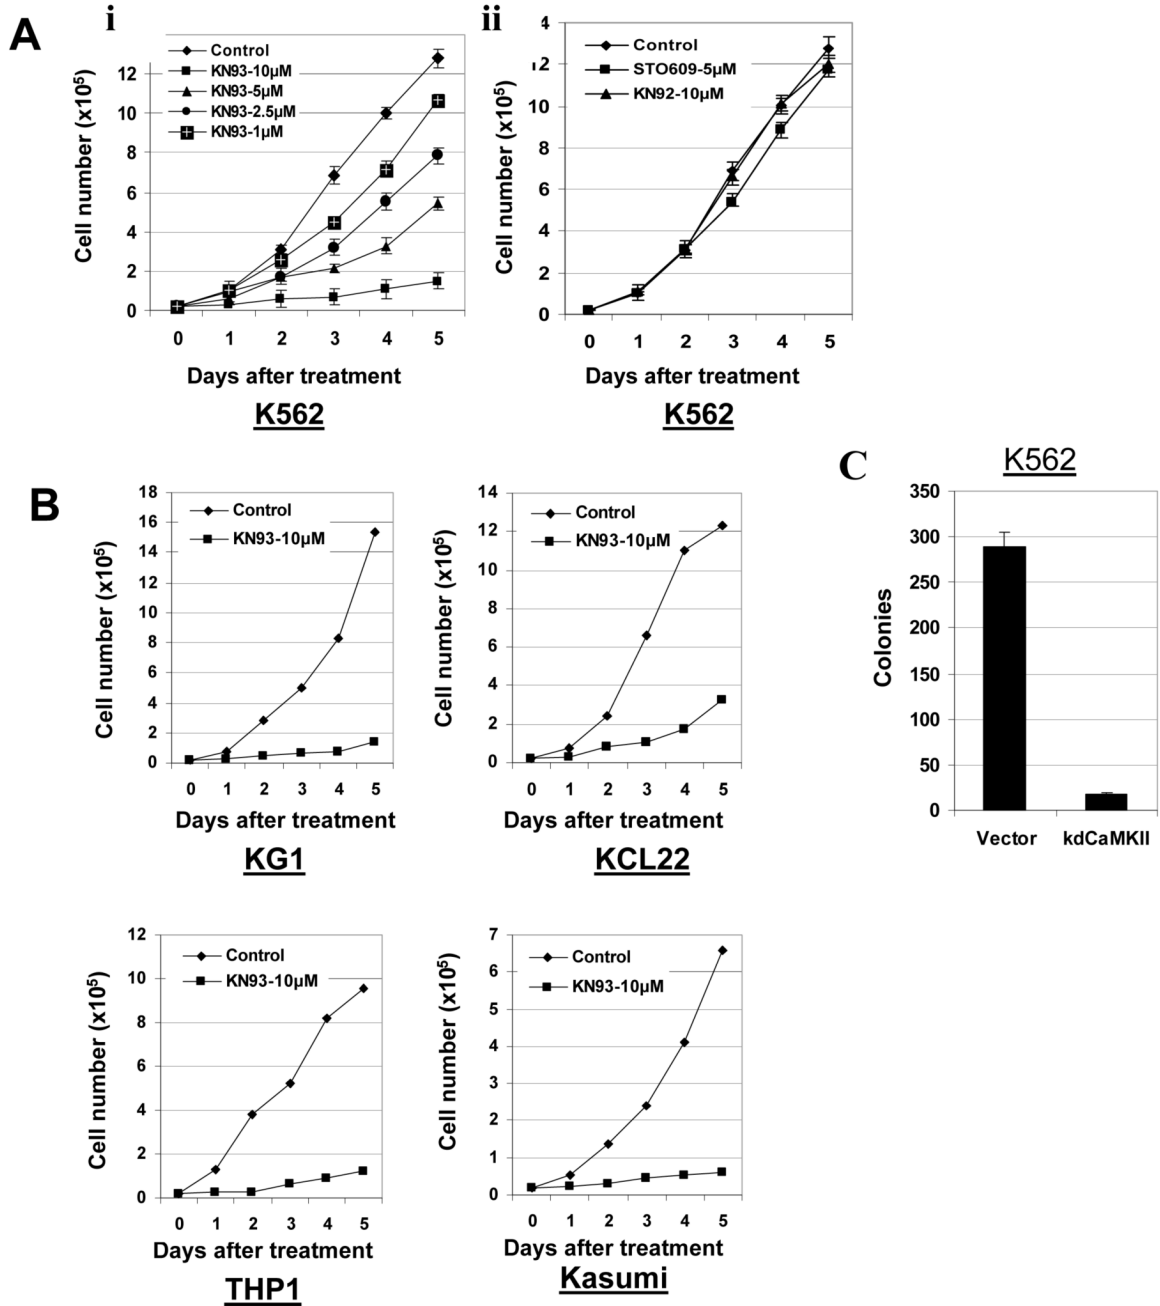 A
i
Control
KN93-10µM
KN93-5µM
KN93-2.5µM
KN93-1µM
12
10
8
6
4
2
0
Cell number (x10⁵)
0 1 2 3 4 5
Days after treatment
K562
ii
Control
STO609-5µM
KN92-10µM
4
12
10
8
6
4
2
0
Cell number (x10⁵)
0 1 2 3 4 5
Days after treatment
K562
B
Control
KN93-10µM
18
16
14
12
10
8
6
4
2
0
Cell number (x10⁵)
0 1 2 3 4 5
Days after treatment
KG1
Control
KN93-10µM
14
12
10
8
6
4
2
0
Cell number (x10⁵)
0 1 2 3 4 5
Days after treatment
KCL22
C
K562
350
300
250
200
150
100
50
0
Colonies
Vector kdCaMKII
Control
KN93-10µM
12
10
8
6
4
2
0
Cell number (x10⁵)
0 1 2 3 4 5
Days after treatment
THP1
Control
KN93-10µM
7
6
5
4
3
2
1
0
Cell number (x10⁵)
0 1 2 3 4 5
Days after treatment
Kasumi